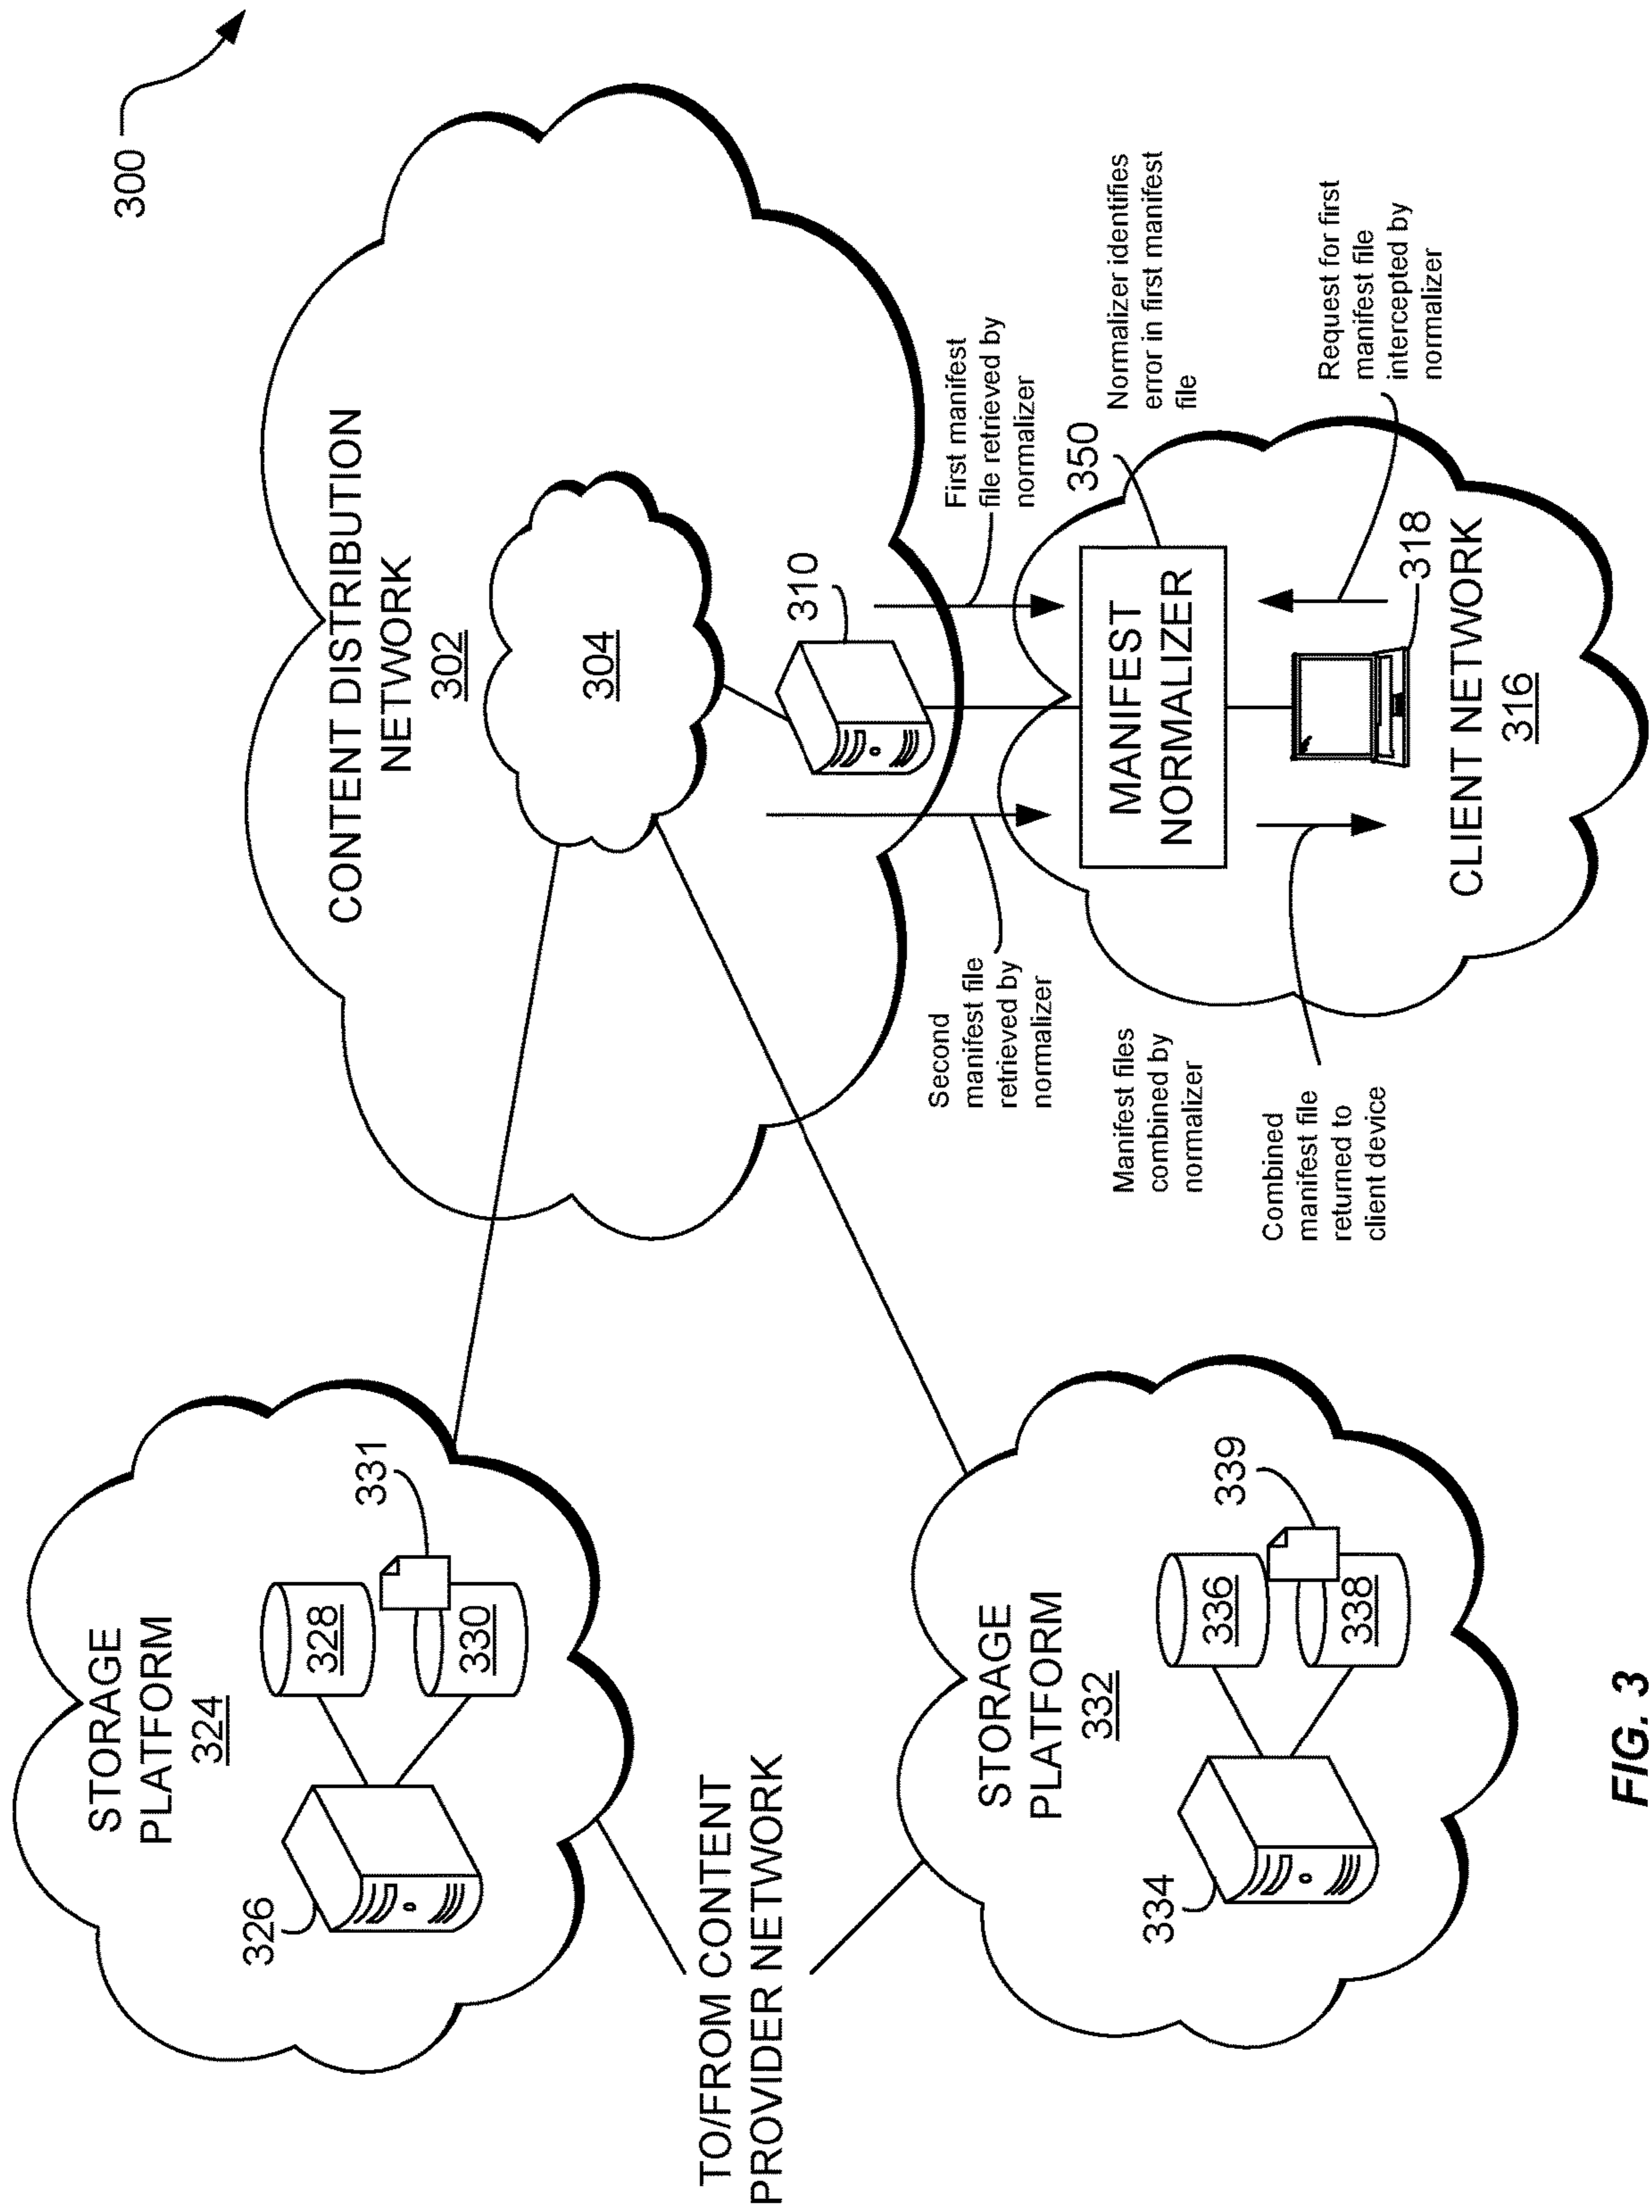 300
CONTENT DISTRIBUTION
NETWORK
302
304
310
First manifest
file retrieved by
normalizer
Second
manifest file
retrieved by
normalizer
350
Normalizer identifies
error in first manifest
file
MANIFEST
NORMALIZER
Manifest files
combined by
normalizer
Request for first
manifest file
intercepted by
normalizer
318
Combined
manifest file
returned to
client device
CLIENT NETWORK
316
STORAGE
PLATFORM
324
326
328
330
331
TO/FROM CONTENT
PROVIDER NETWORK
STORAGE
PLATFORM
332
334
336
338
339
FIG. 3